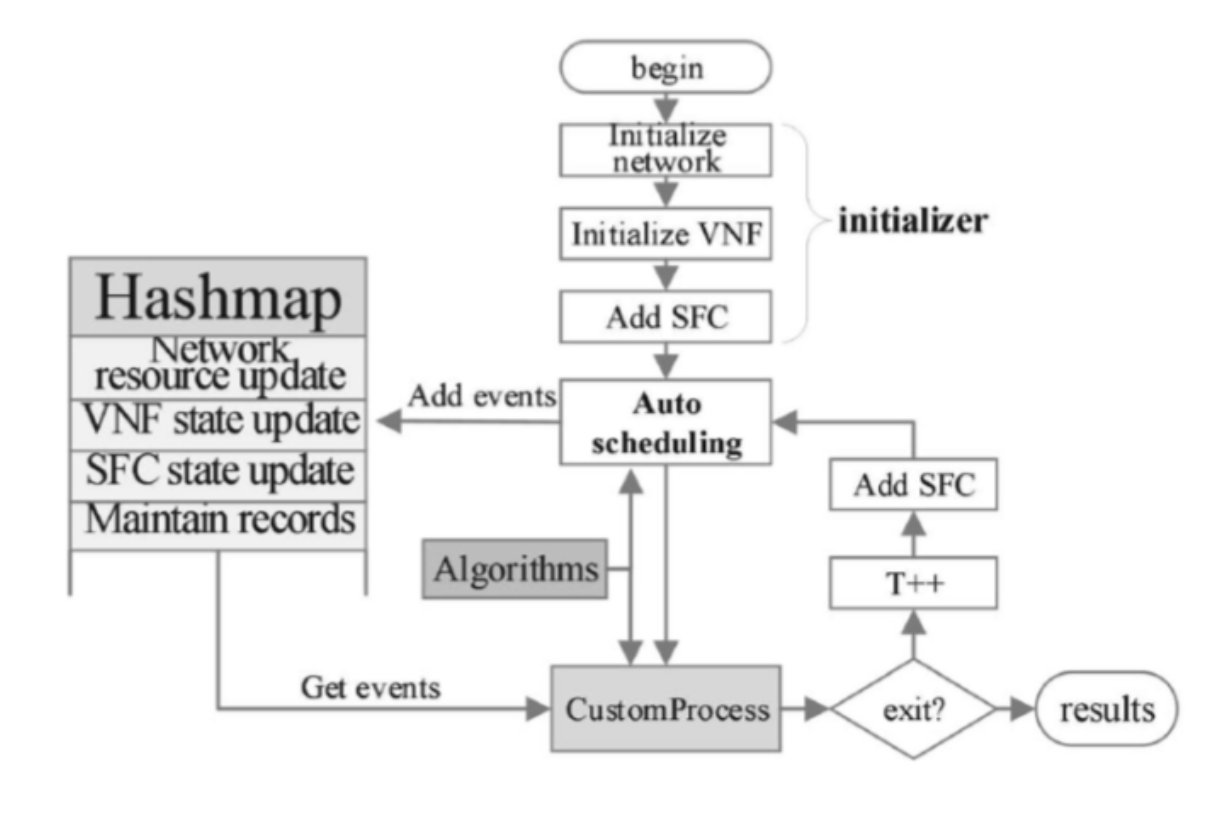 begin
Initialize
network
initializer
Initialize VNF
Add SFC
Hashmap
Network
resource update
VNF state update
SFC state update
Maintain records
Add events
Auto
scheduling
Add SFC
Algorithms
T++
Get events
CustomProcess
exit?
results